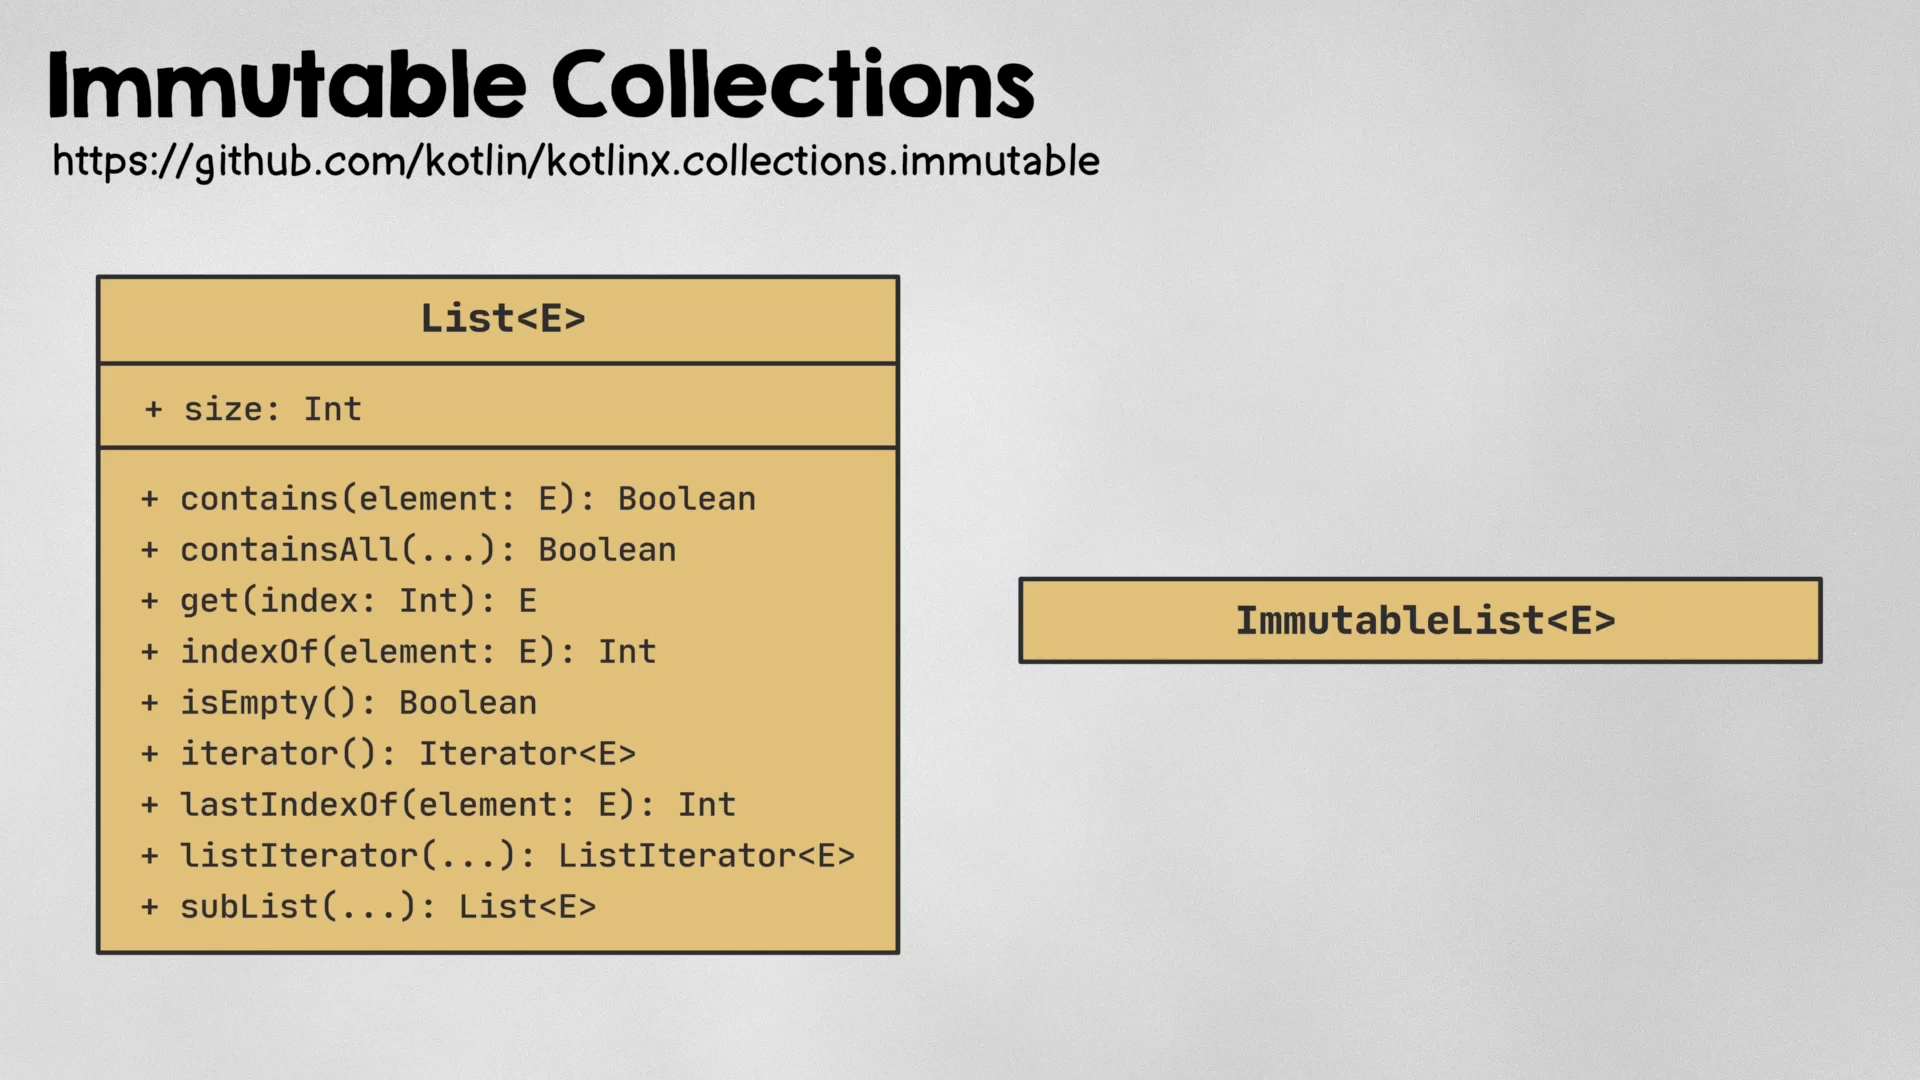 Immutable Collections
https://github.com/kotlin/kotlinx.collections.immutable
List<E>
+ size: Int
+ contains(element: E): Boolean
+ containsAll(...): Boolean
+ get(index: Int): E
+ indexOf(element: E): Int
+ isEmpty(): Boolean
+ iterator(): Iterator<E>
+ lastIndexOf(element: E): Int
+ listIterator(...): ListIterator<E>
+ subList(...): List<E>
ImmutableList<E>